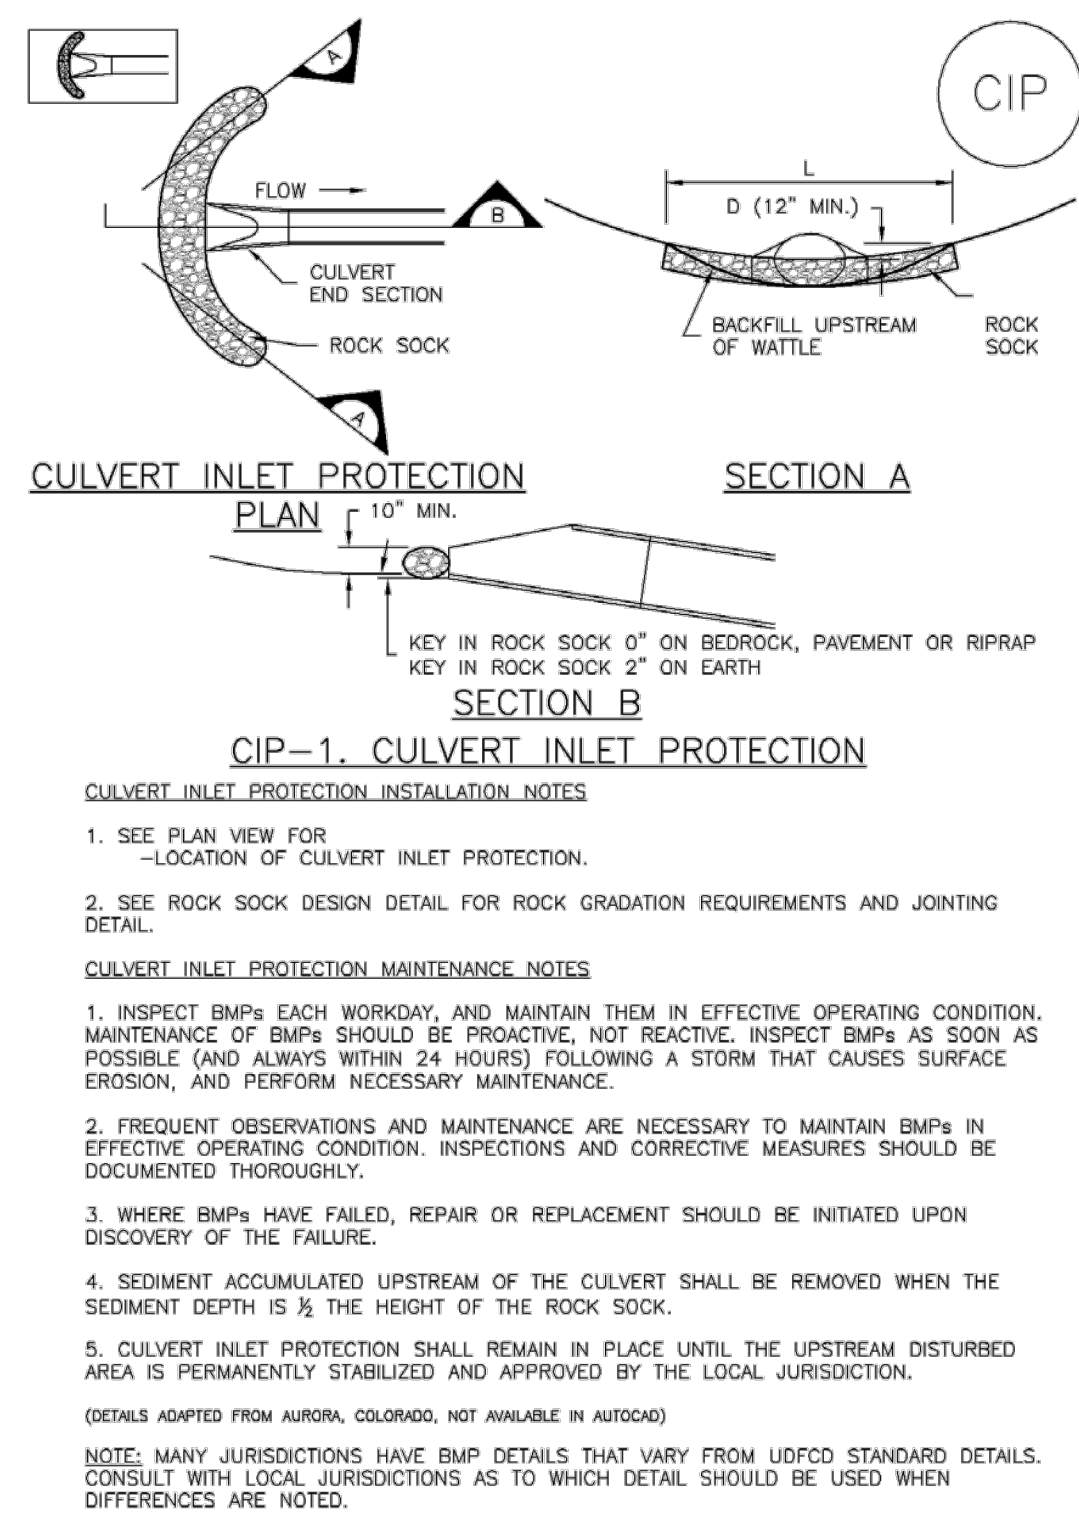 A
CIP
FLOW
B
L
D (12" MIN.)
CULVERT
END SECTION
ROCK SOCK
BACKFILL UPSTREAM
OF WATTLE
ROCK
SOCK
A
CULVERT INLET PROTECTION
PLAN
SECTION A
10" MIN.
KEY IN ROCK SOCK 0" ON BEDROCK, PAVEMENT OR RIPRAP
KEY IN ROCK SOCK 2" ON EARTH
SECTION B
CIP-1. CULVERT INLET PROTECTION
CULVERT INLET PROTECTION INSTALLATION NOTES
1. SEE PLAN VIEW FOR
-LOCATION OF CULVERT INLET PROTECTION.
2. SEE ROCK SOCK DESIGN DETAIL FOR ROCK GRADATION REQUIREMENTS AND JOINTING
DETAIL.
CULVERT INLET PROTECTION MAINTENANCE NOTES
1. INSPECT BMPs EACH WORKDAY, AND MAINTAIN THEM IN EFFECTIVE OPERATING CONDITION.
MAINTENANCE OF BMPs SHOULD BE PROACTIVE, NOT REACTIVE. INSPECT BMPs AS SOON AS
POSSIBLE (AND ALWAYS WITHIN 24 HOURS) FOLLOWING A STORM THAT CAUSES SURFACE
EROSION, AND PERFORM NECESSARY MAINTENANCE.
2. FREQUENT OBSERVATIONS AND MAINTENANCE ARE NECESSARY TO MAINTAIN BMPs IN
EFFECTIVE OPERATING CONDITION. INSPECTIONS AND CORRECTIVE MEASURES SHOULD BE
DOCUMENTED THOROUGHLY.
3. WHERE BMPs HAVE FAILED, REPAIR OR REPLACEMENT SHOULD BE INITIATED UPON
DISCOVERY OF THE FAILURE.
4. SEDIMENT ACCUMULATED UPSTREAM OF THE CULVERT SHALL BE REMOVED WHEN THE
SEDIMENT DEPTH IS ½ THE HEIGHT OF THE ROCK SOCK.
5. CULVERT INLET PROTECTION SHALL REMAIN IN PLACE UNTIL THE UPSTREAM DISTURBED
AREA IS PERMANENTLY STABILIZED AND APPROVED BY THE LOCAL JURISDICTION.
(DETAILS ADAPTED FROM AURORA, COLORADO, NOT AVAILABLE IN AUTOCAD)
NOTE: MANY JURISDICTIONS HAVE BMP DETAILS THAT VARY FROM UDFCD STANDARD DETAILS.
CONSULT WITH LOCAL JURISDICTIONS AS TO WHICH DETAIL SHOULD BE USED WHEN
DIFFERENCES ARE NOTED.